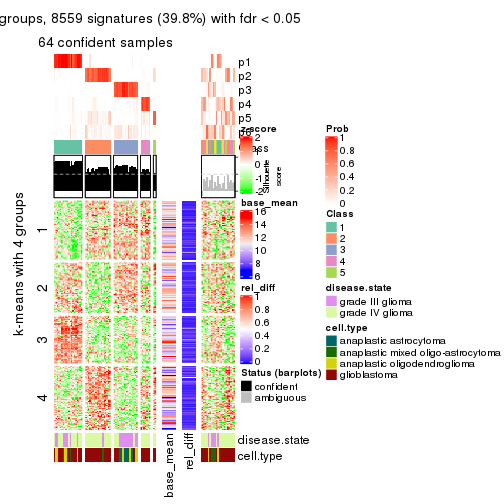 groups, 8559 signatures (39.8%) with fdr < 0.05
64 confident samples
p1
p2
p3
p4
p5
z-score
2
1
0
-1
-2
Silhouette
score
k-means with 4 groups
1
2
3
4
base_mean
16
14
12
10
8
6
rel_diff
1
0.8
0.6
0.4
0.2
0
Status (barplots)
confident
ambiguous
Prob
1
0.8
0.6
0.4
0.2
0
Class
1
2
3
4
5
disease.state
grade III glioma
grade IV glioma
cell.type
anaplastic astrocytoma
anaplastic mixed oligo-astrocytoma
anaplastic oligodendroglioma
glioblastoma
disease.state
cell.type
base_mean
rel_diff